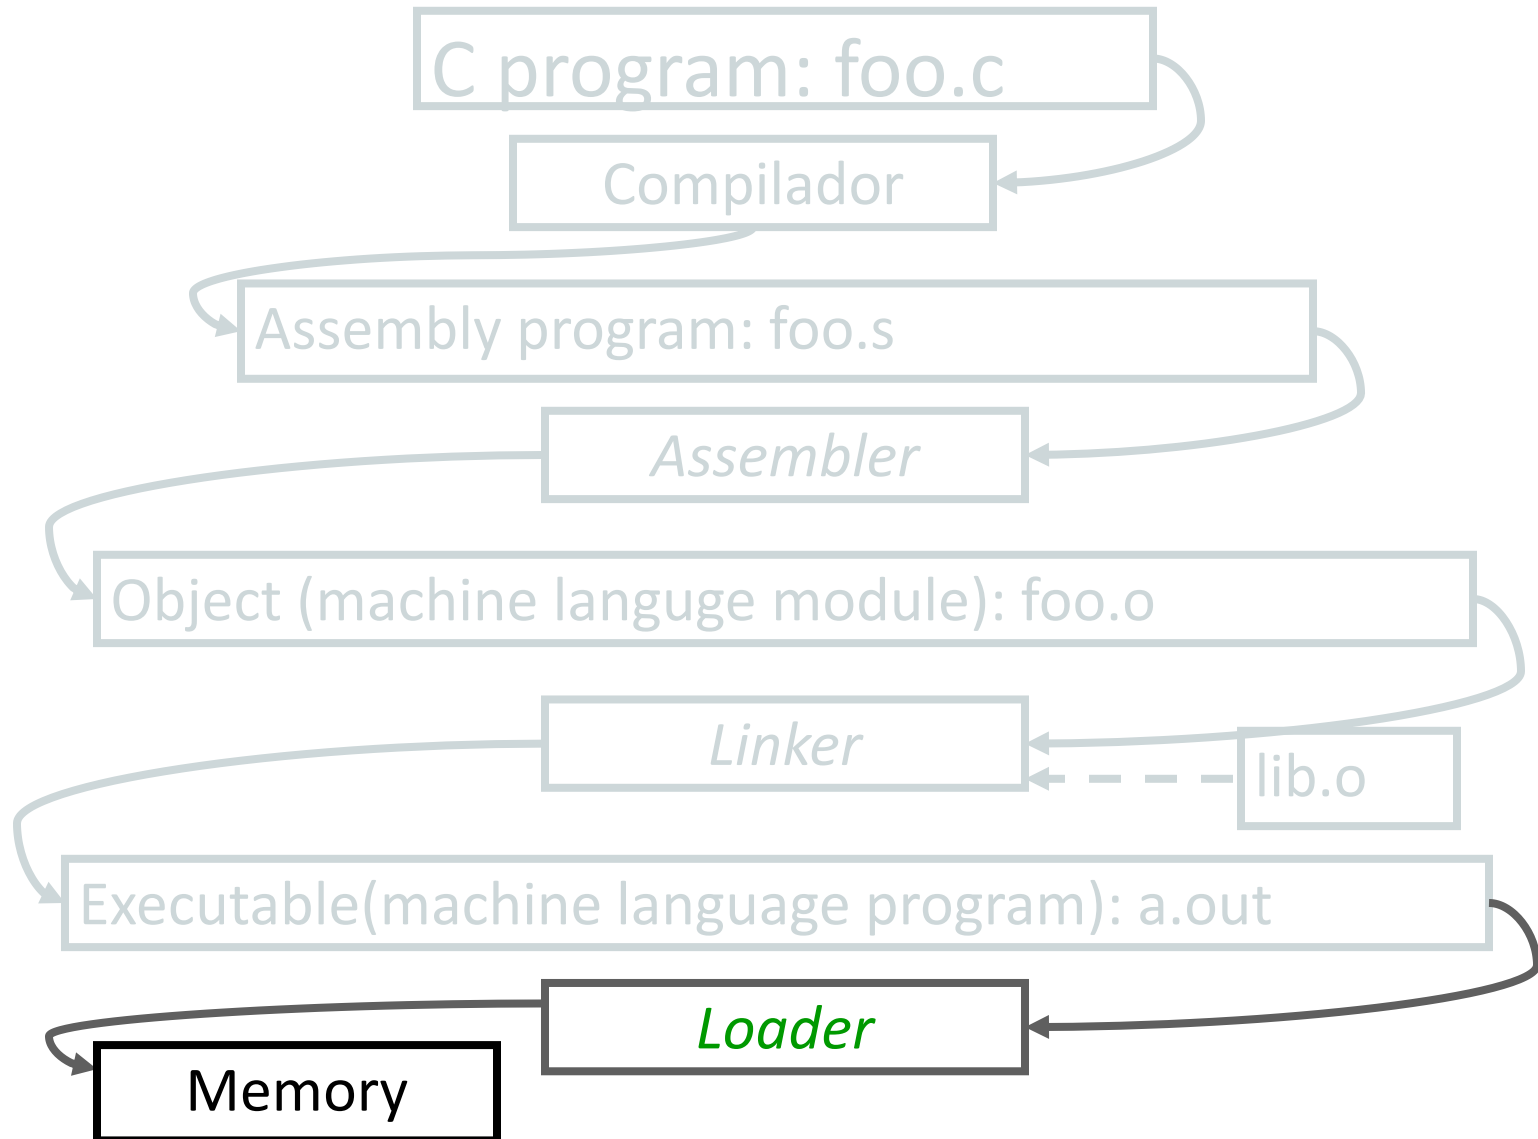 C program: foo.c
Compilador
Assembly program: foo.s
Assembler
Object (machine languge module): foo.o
Linker
lib.o
Executable(machine language program): a.out
Loader
Memory